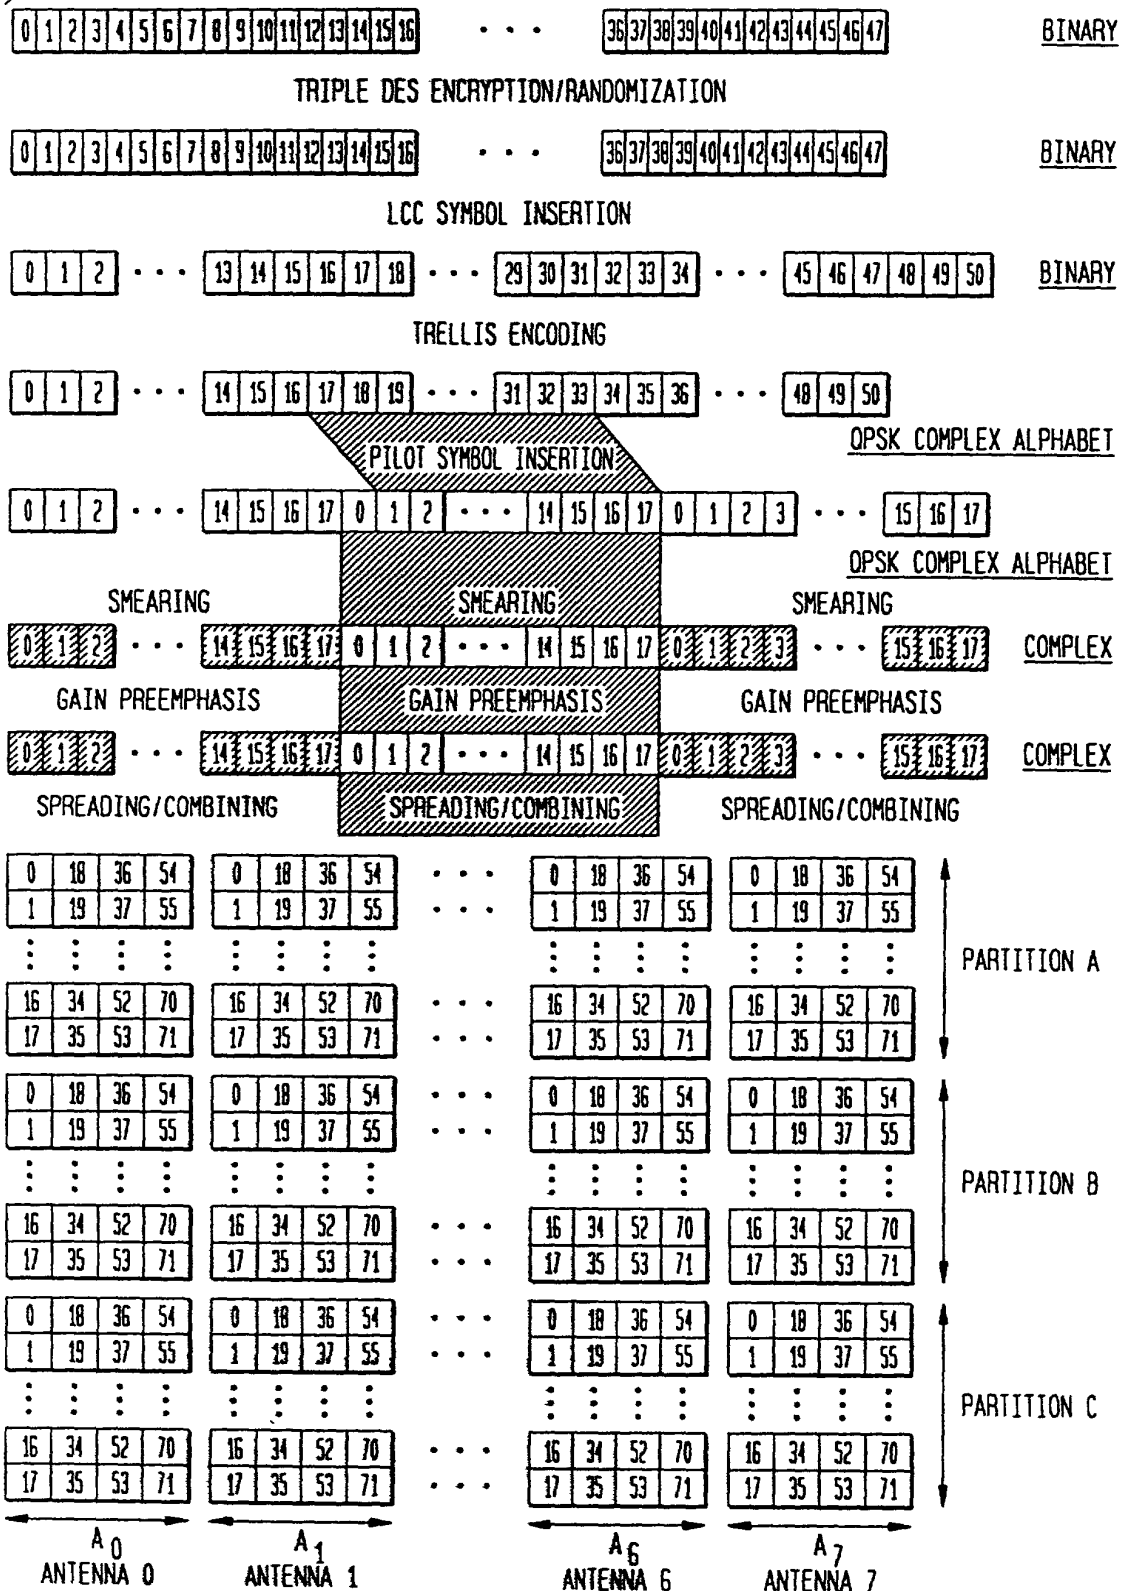 0 1 2 3 4 5 6 7 8 9 10 11 12 13 14 15 16 • • • 36 37 38 39 40 41 42 43 44 45 46 47 BINARY
TRIPLE DES ENCRYPTION/RANDOMIZATION
0 1 2 3 4 5 6 7 8 9 10 11 12 13 14 15 16 • • • 36 37 38 39 40 41 42 43 44 45 46 47 BINARY
LCC SYMBOL INSERTION
0 1 2 • • • 13 14 15 16 17 18 • • • 29 30 31 32 33 34 • • • 45 46 47 48 49 50 BINARY
TRELLIS ENCODING
0 1 2 • • • 14 15 16 17 18 19 • • • 31 32 33 34 35 36 • • • 48 49 50
QPSK COMPLEX ALPHABET
PILOT SYMBOL INSERTION
0 1 2 • • • 14 15 16 17 0 1 2 • • • 14 15 16 17 0 1 2 3 • • • 15 16 17
QPSK COMPLEX ALPHABET
SMEARING SMEARING SMEARING
0 1 2 • • • 14 15 16 17 0 1 2 • • • 14 15 16 17 0 1 2 3 • • • 15 16 17 COMPLEX
GAIN PREEMPHASIS GAIN PREEMPHASIS GAIN PREEMPHASIS
0 1 2 • • • 14 15 16 17 0 1 2 • • • 14 15 16 17 0 1 2 3 • • • 15 16 17 COMPLEX
SPREADING/COMBINING SPREADING/COMBINING SPREADING/COMBINING
0 18 36 54 0 18 36 54 • • • 0 18 36 54 0 18 36 54
1 19 37 55 1 19 37 55 • • • 1 19 37 55 1 19 37 55
PARTITION A
16 34 52 70 16 34 52 70 • • • 16 34 52 70 16 34 52 70
17 35 53 71 17 35 53 71 • • • 17 35 53 71 17 35 53 71
0 18 36 54 0 18 36 54 • • • 0 18 36 54 0 18 36 54
1 19 37 55 1 19 37 55 • • • 1 19 37 55 1 19 37 55
PARTITION B
16 34 52 70 16 34 52 70 • • • 16 34 52 70 16 34 52 70
17 35 53 71 17 35 53 71 • • • 17 35 53 71 17 35 53 71
0 18 36 54 0 18 36 54 • • • 0 18 36 54 0 18 36 54
1 19 37 55 1 19 37 55 • • • 1 19 37 55 1 19 37 55
PARTITION C
16 34 52 70 16 34 52 70 • • • 16 34 52 70 16 34 52 70
17 35 53 71 17 35 53 71 • • • 17 35 53 71 17 35 53 71
A0 A1 A6 A7
ANTENNA 0 ANTENNA 1 ANTENNA 6 ANTENNA 7